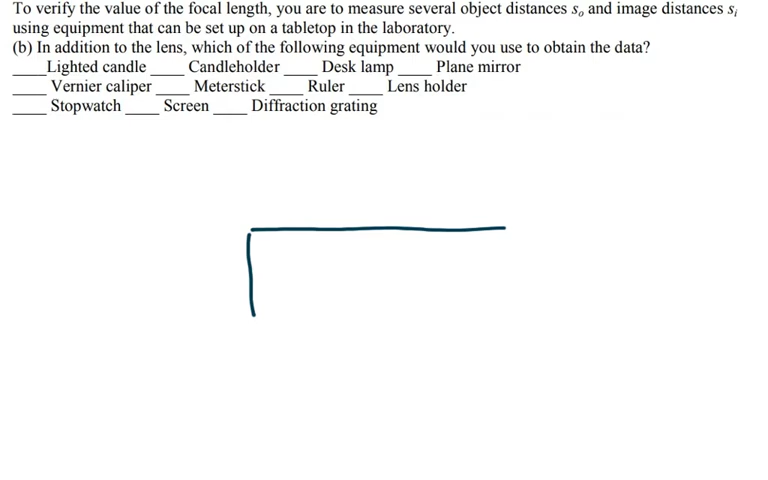 To verify the value of the focal length, you are to measure several object distances sₒ and image distances sᵢ
using equipment that can be set up on a tabletop in the laboratory.
(b) In addition to the lens, which of the following equipment would you use to obtain the data?
____Lighted candle ____ Candleholder ____ Desk lamp ____ Plane mirror
____ Vernier caliper ____ Meterstick ____ Ruler ____ Lens holder
____ Stopwatch ____ Screen ____ Diffraction grating